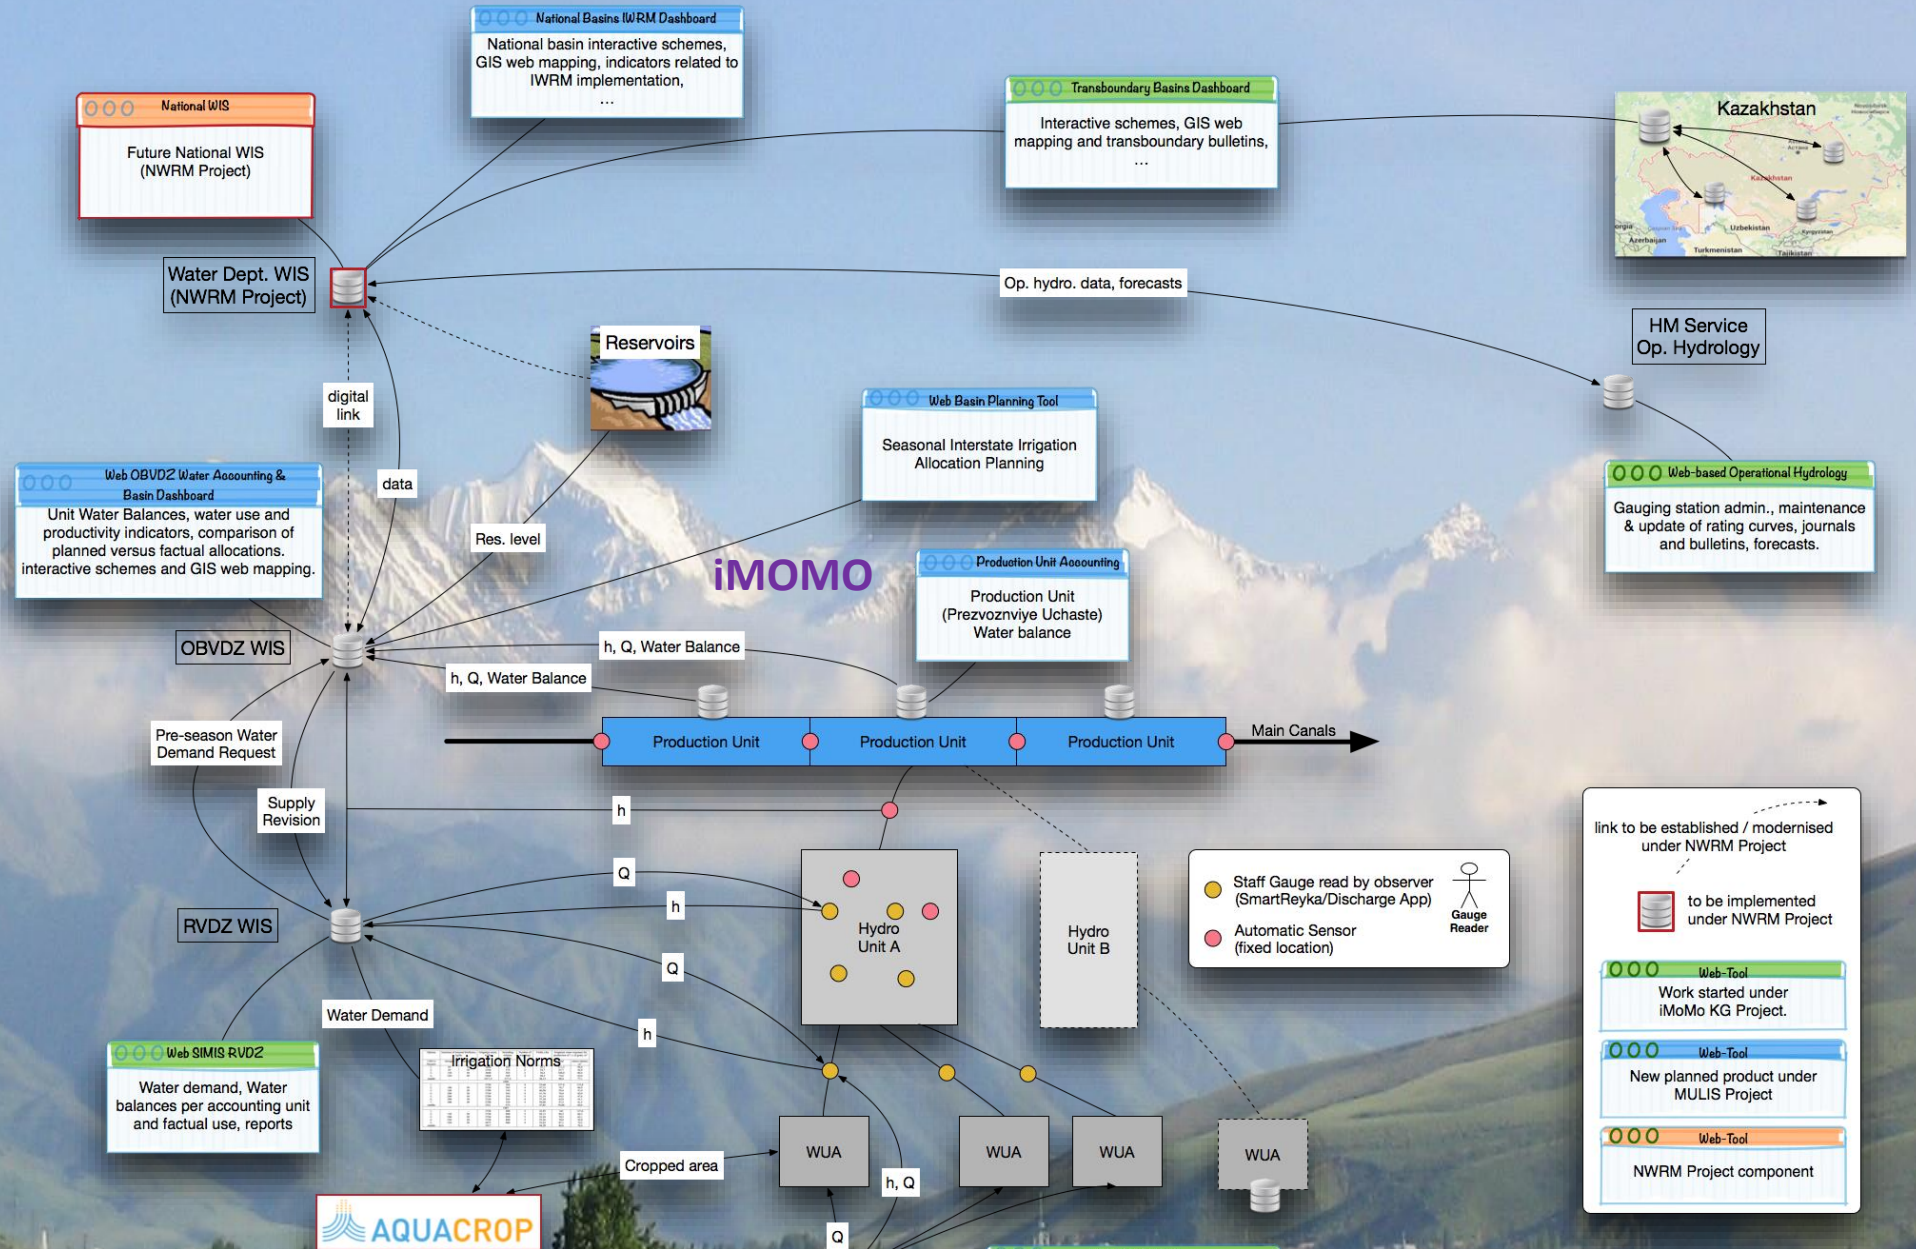 National Basins IWRM Dashboard
National basin interactive schemes,
GIS web mapping, indicators related to
IWRM implementation,
...
National WIS
Future National WIS
(NWRM Project)
Transboundary Basins Dashboard
Interactive schemes, GIS web
mapping and transboundary bulletins,
...
Kazakhstan
Kazakhstan
Uzbekistan
Kyrgyzstan
Azerbaijan
Turkmenistan
Tajikistan
Water Dept. WIS
(NWRM Project)
Op. hydro. data, forecasts
HM Service
Op. Hydrology
Reservoirs
digital
link
data
Web Basin Planning Tool
Seasonal Interstate Irrigation
Allocation Planning
Web OBVDZ Water Accounting &
Basin Dashboard
Unit Water Balances, water use and
productivity indicators, comparison of
planned versus factual allocations.
interactive schemes and GIS web mapping.
Web-based Operational Hydrology
Gauging station admin., maintenance
& update of rating curves, journals
and bulletins, forecasts.
Res. level
iMOMO
Production Unit Accounting
Production Unit
(Prezvoznviye Uchaste)
Water balance
OBVDZ WIS
h, Q, Water Balance
h, Q, Water Balance
Pre-season Water
Demand Request
Production Unit
Production Unit
Production Unit
Main Canals
Supply
Revision
h
link to be established / modernised
under NWRM Project
to be implemented
under NWRM Project
Q
h
Staff Gauge read by observer
(SmartReyka/Discharge App)
Automatic Sensor
(fixed location)
Gauge
Reader
RVDZ WIS
Hydro
Unit A
Hydro
Unit B
Q
Water Demand
h
Web-Tool
Work started under
iMoMo KG Project.
Web-Tool
New planned product under
MULIS Project
Web-Tool
NWRM Project component
Web SIMIS RVDZ
Water demand, Water
balances per accounting unit
and factual use, reports
Irrigation Norms
Cropped area
WUA
WUA
WUA
WUA
h, Q
Q
AQUACROP